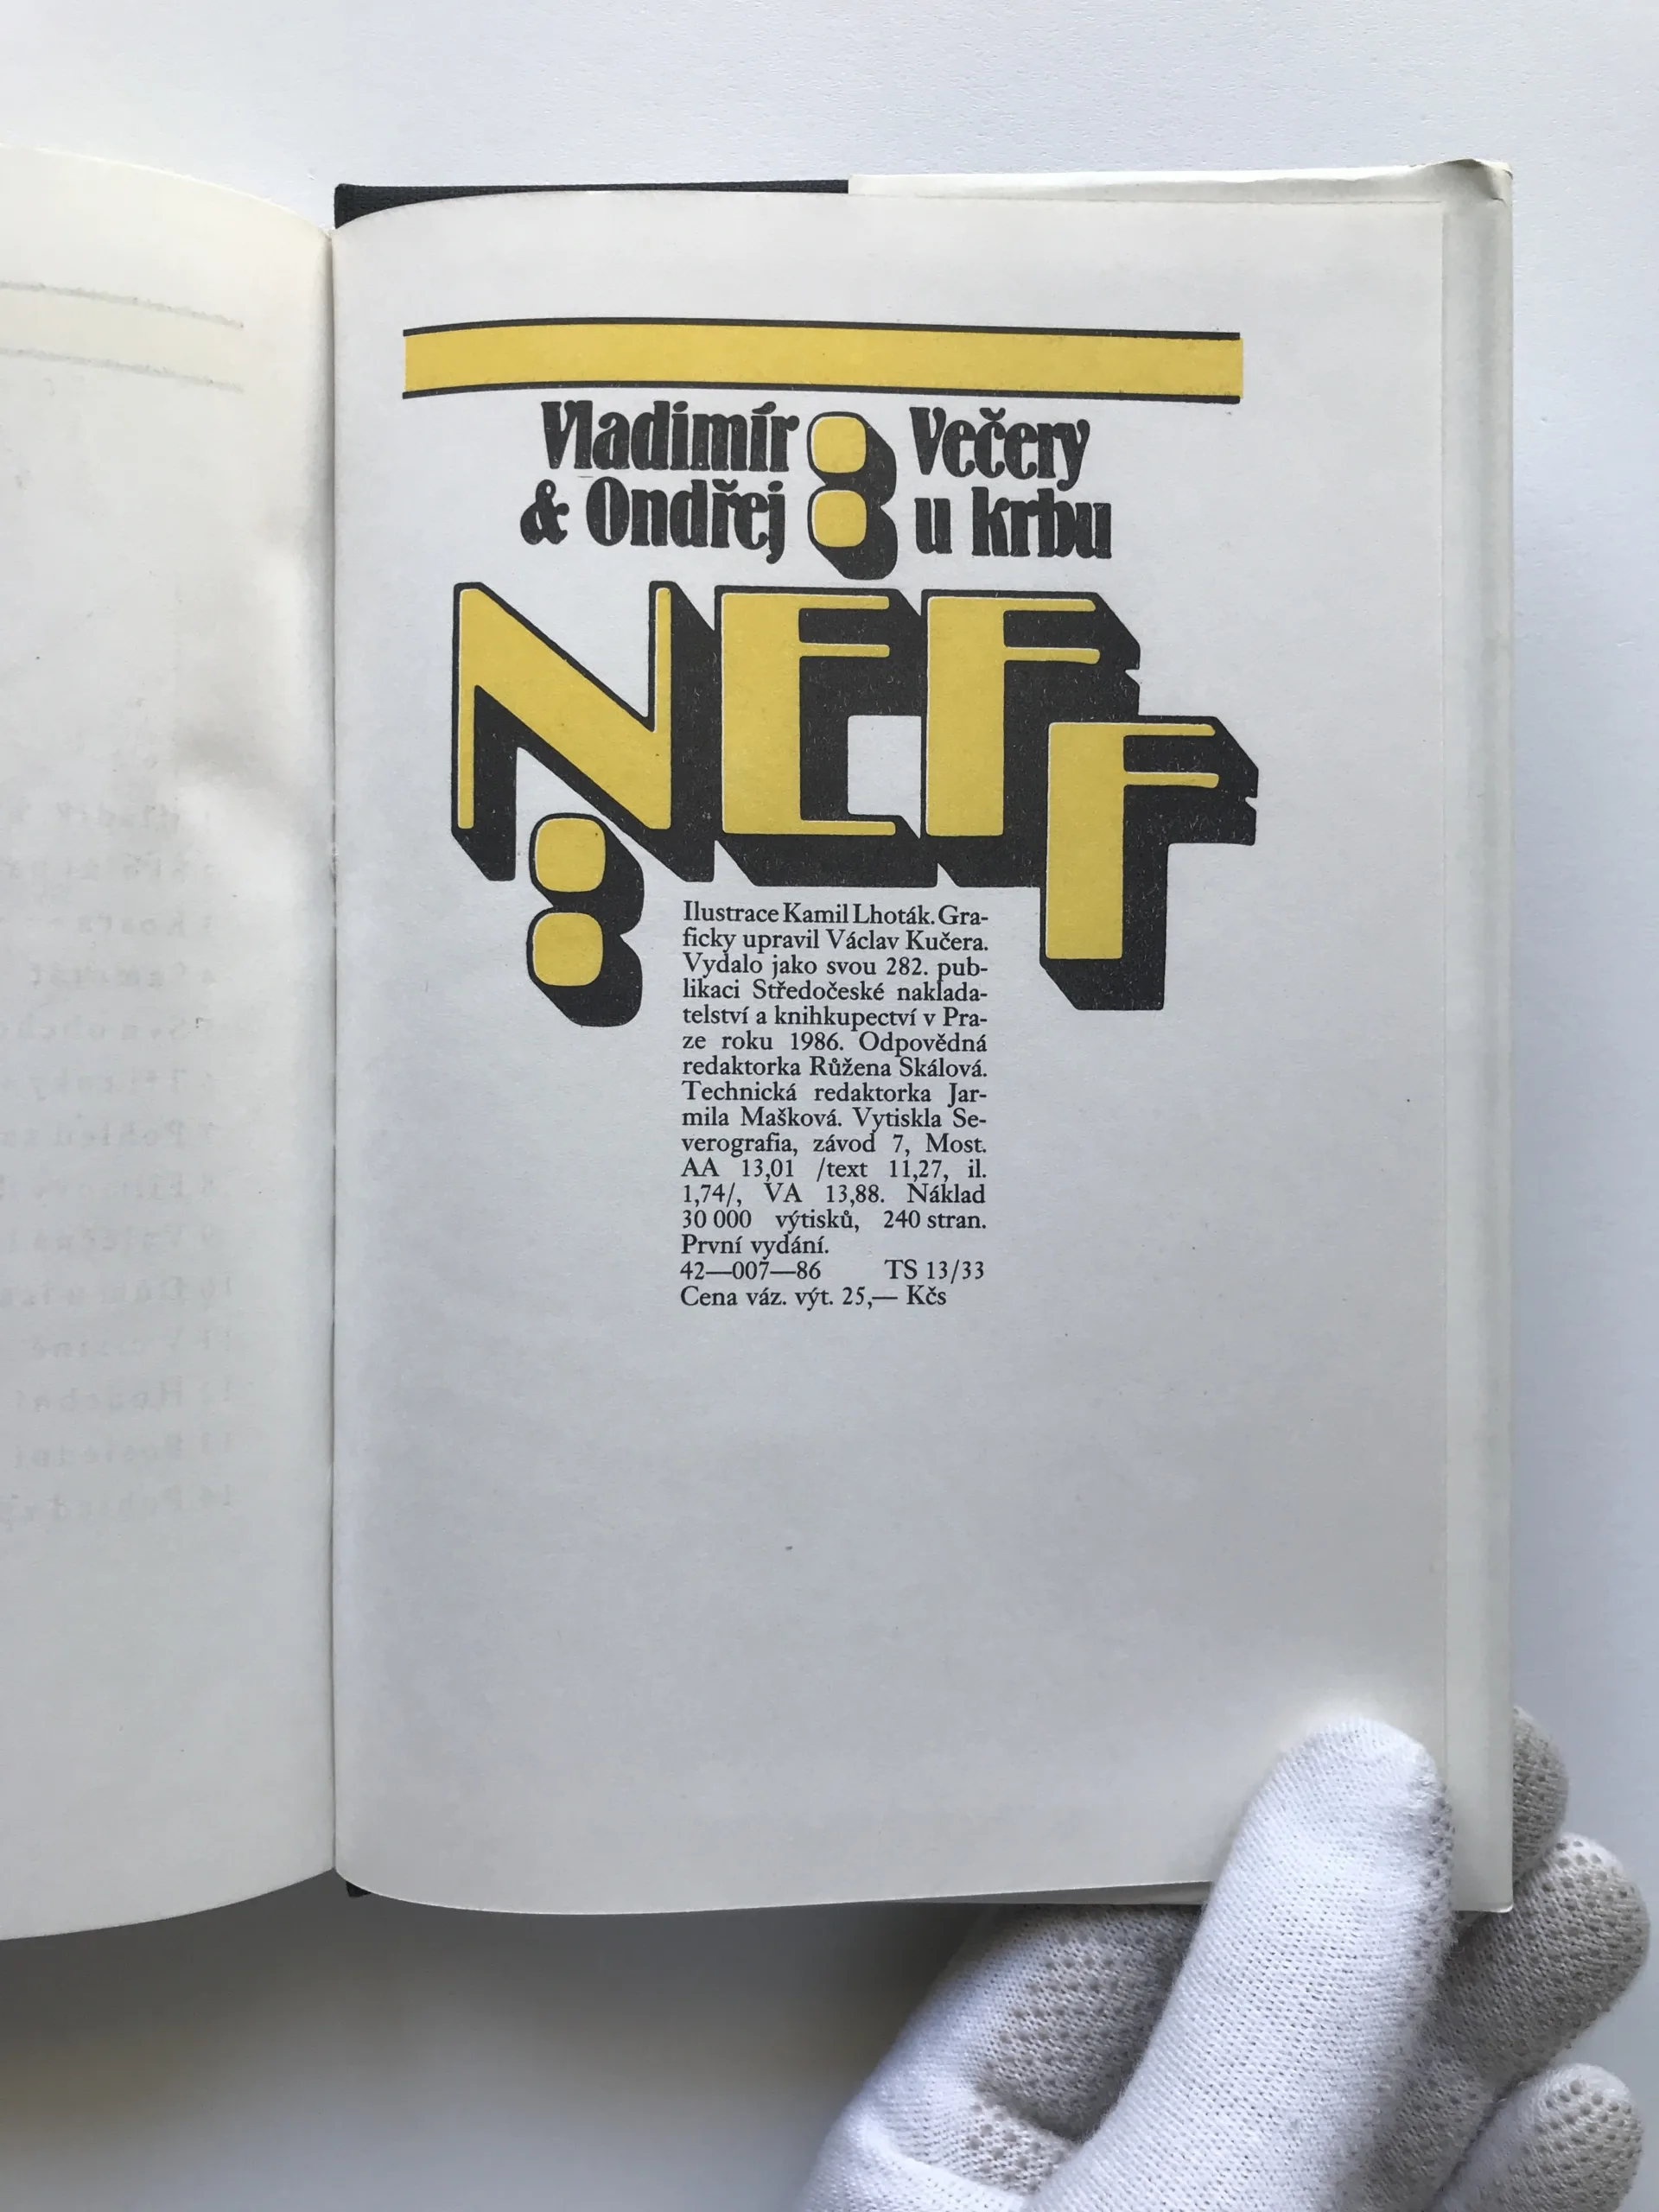 Vladimír : Večery
& Ondřej u krbu
NEFF
:
Ilustrace Kamil Lhoták. Gra-
ficky upravil Václav Kučera.
Vydalo jako svou 282. pub-
likaci Středočeské naklada-
telství a knihkupectví v Pra-
ze roku 1986. Odpovědná
redaktorka Růžena Skálová.
Technická redaktorka Jar-
mila Mašková. Vytiskla Se-
verografia, závod 7, Most.
AA 13,01 /text 11,27, il.
1,74/, VA 13,88. Náklad
30 000 výtisků, 240 stran.
První vydání.
42—007—86 TS 13/33
Cena váz. výt. 25,— Kčs